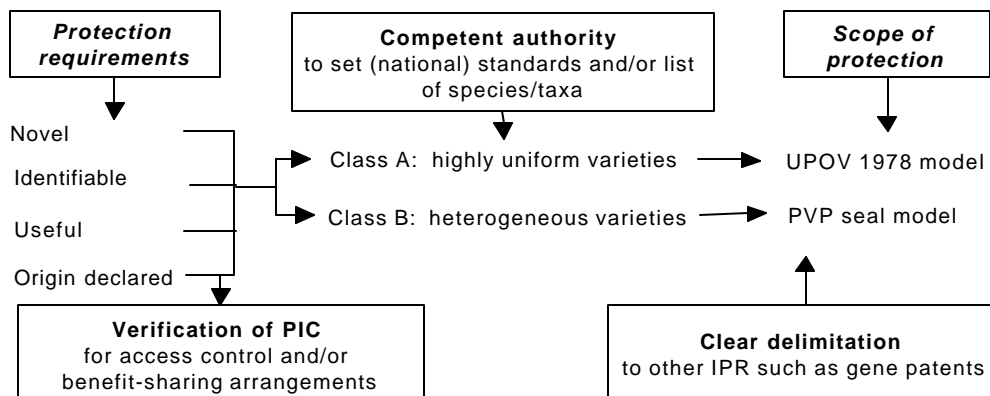 Protection
requirements
Competent authority
to set (national) standards and/or list
of species/taxa
Scope of
protection
Novel
Identifiable
Useful
Origin declared
Class A: highly uniform varieties
UPOV 1978 model
Class B: heterogeneous varieties
PVP seal model
Verification of PIC
for access control and/or
benefit-sharing arrangements
Clear delimitation
to other IPR such as gene patents